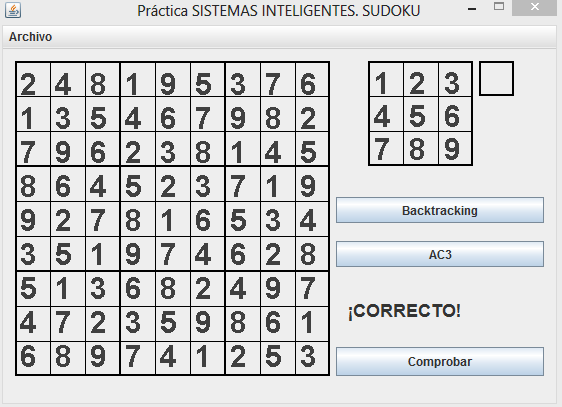 Práctica SISTEMAS INTELIGENTES. SUDOKU
Archivo
2 4 8 1 9 5 3 7 6
1 3 5 4 6 7 9 8 2
7 9 6 2 3 8 1 4 5
8 6 4 5 2 3 7 1 9
9 2 7 8 1 6 5 3 4
3 5 1 9 7 4 6 2 8
5 1 3 6 8 2 4 9 7
4 7 2 3 5 9 8 6 1
6 8 9 7 4 1 2 5 3
1 2 3
4 5 6
7 8 9
Backtracking
AC3
¡CORRECTO!
Comprobar